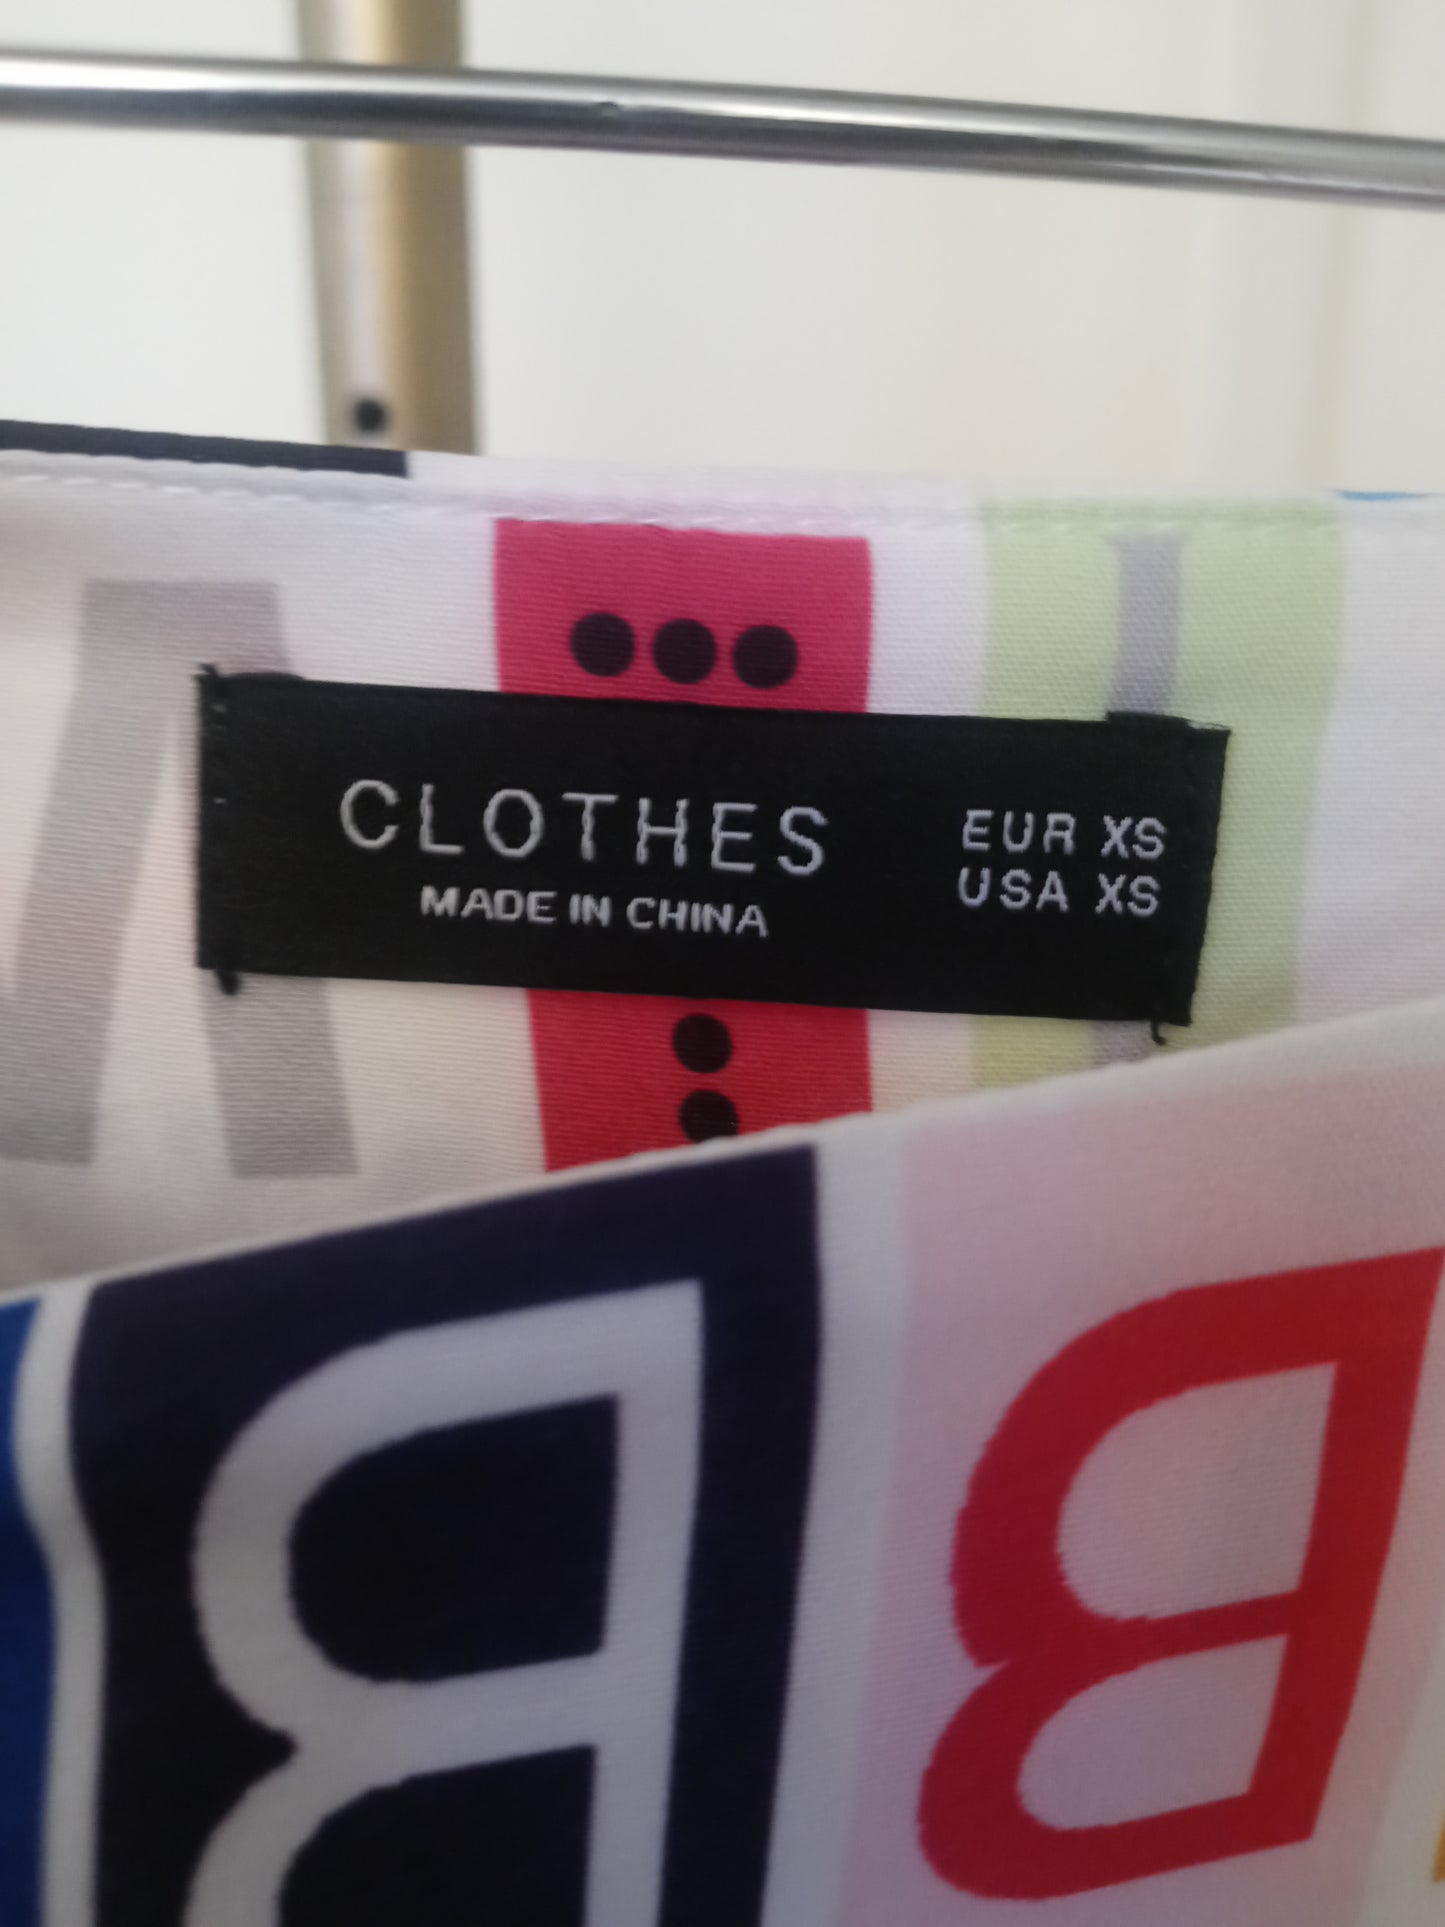 CLOTHES
MADE IN CHINA
EUR XS
USA XS
B B